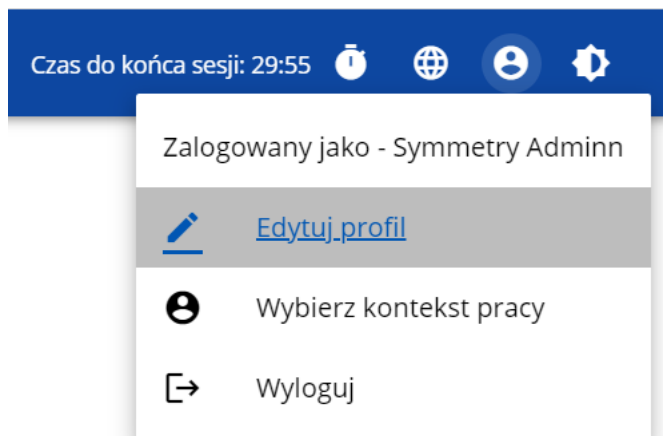 Czas do końca sesji: 29:55
Zalogowany jako - Symmetry Adminn
Edytuj profil
Wybierz kontekst pracy
Wyloguj